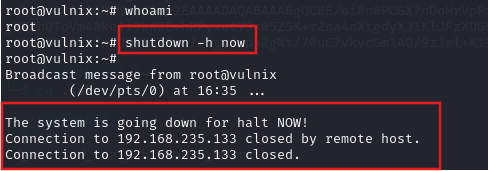 root@vulnix:~# whoami
root
root@vulnix:~# shutdown -h now
root@vulnix:~#
Broadcast message from root@vulnix
(/dev/pts/0) at 16:35 ...
The system is going down for halt NOW!
Connection to 192.168.235.133 closed by remote host.
Connection to 192.168.235.133 closed.